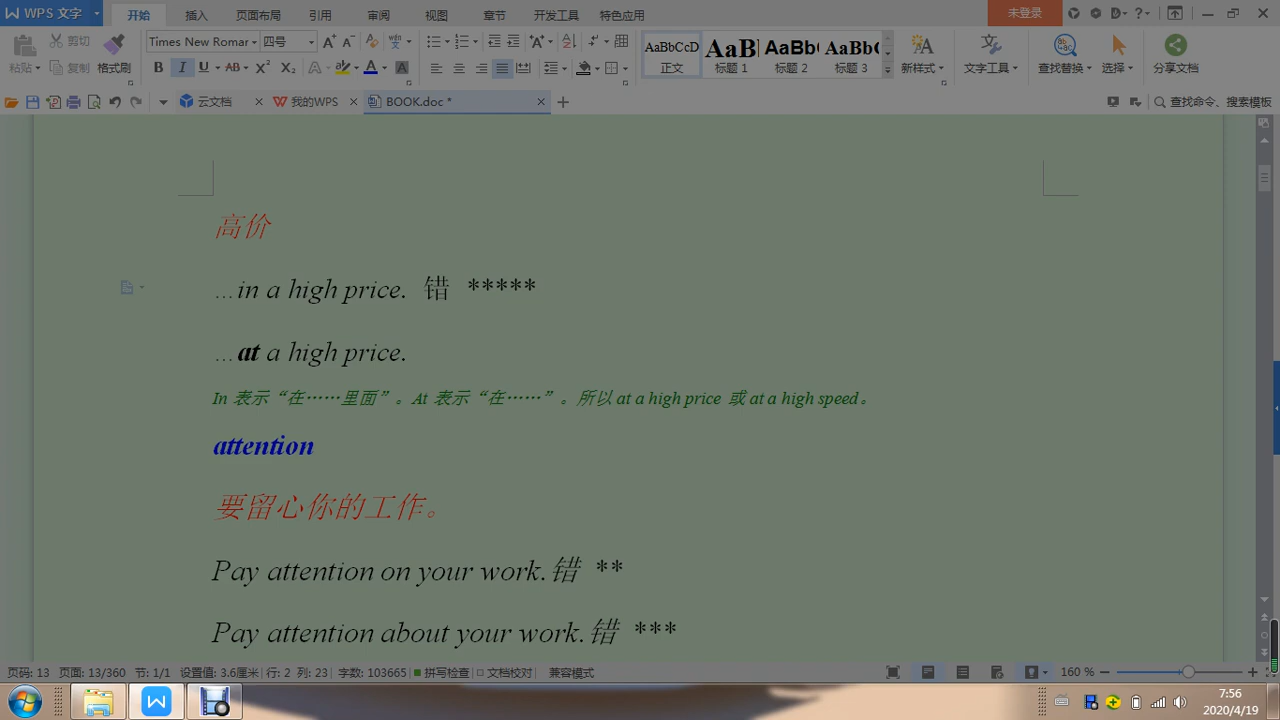 WPS 文字 开始 插入 页面布局 引用 审阅 视图 章节 开发工具 特色应用 未登录
粘贴 剪切 复制 格式刷 Times New Romar 四号 AaBbCcD 正文 AaB 标题 1 AaBb 标题 2 AaBb 标题 3 新样式 文字工具 查找替换 选择 分享文档
云文档 我的WPS BOOK.doc * 查找命令、搜索模板
高价
...in a high price. 错 *****
...at a high price.
In 表示“在……里面”。At 表示“在……”。所以 at a high price 或 at a high speed。
attention
要留心你的工作。
Pay attention on your work.错 **
Pay attention about your work.错 ***
页码: 13 页面: 13/360 节: 1/1 设置值: 3.6厘米 行: 2 列: 23 字数: 103665 拼写检查 文档校对 兼容模式 160 %
7:56
2020/4/19